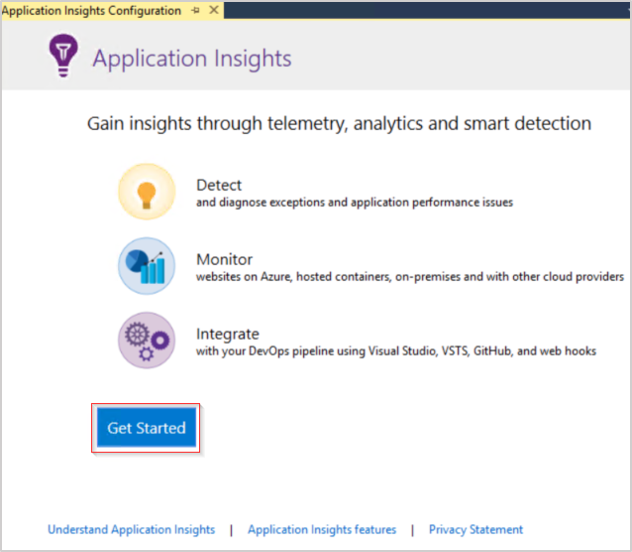 Application Insights Configuration
Application Insights
Gain insights through telemetry, analytics and smart detection
Detect
and diagnose exceptions and application performance issues
Monitor
websites on Azure, hosted containers, on-premises and with other cloud providers
Integrate
with your DevOps pipeline using Visual Studio, VSTS, GitHub, and web hooks
Get Started
Understand Application Insights | Application Insights features | Privacy Statement